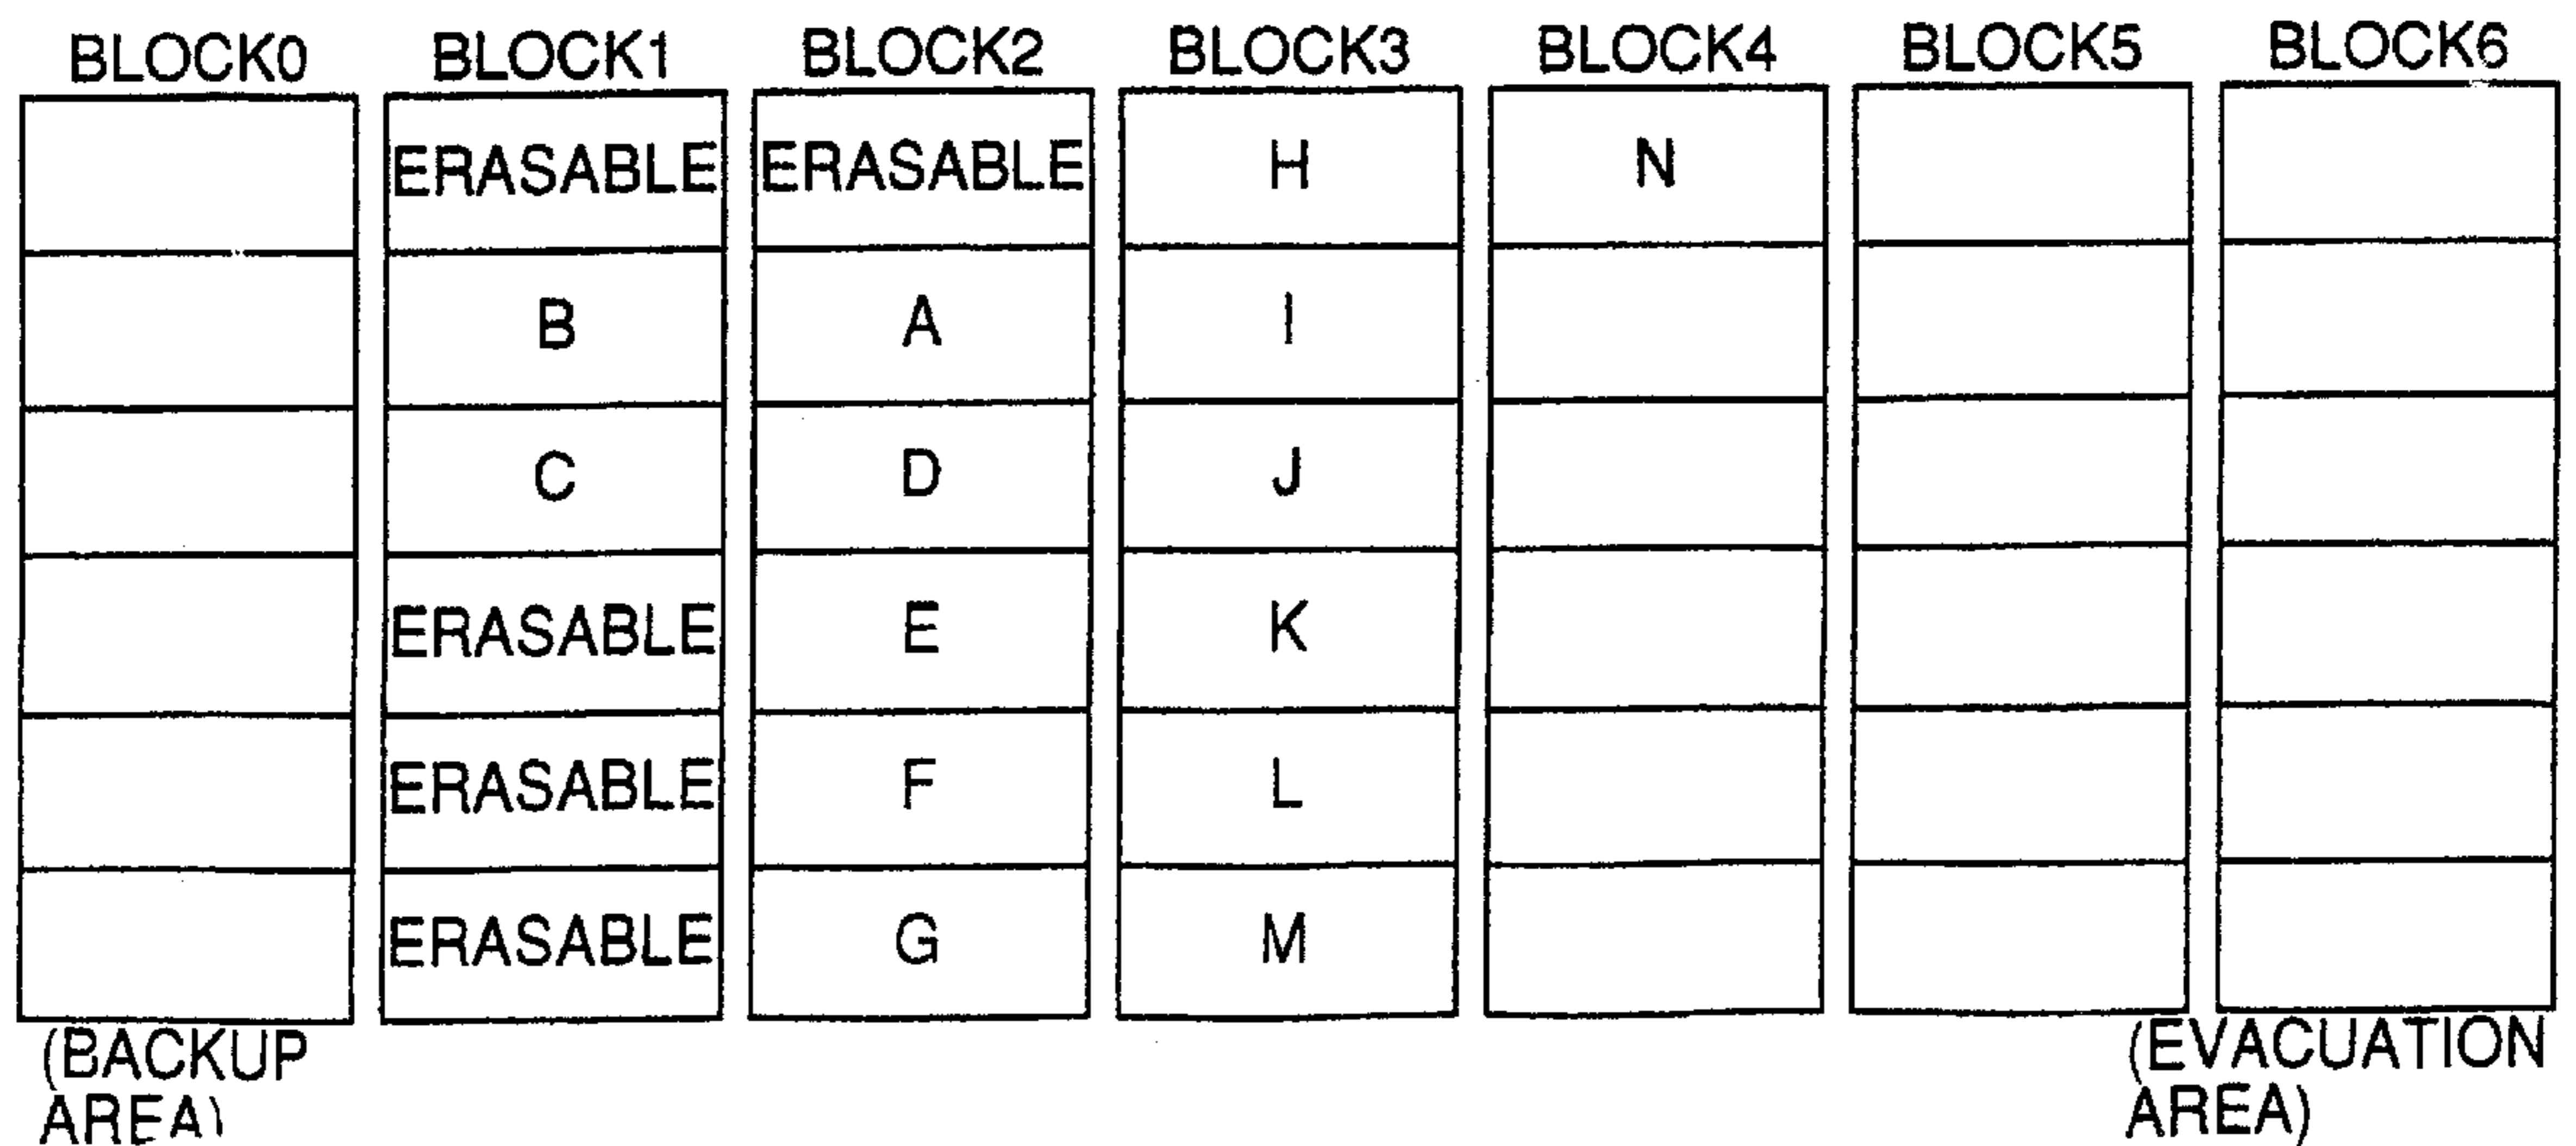 BLOCK0 BLOCK1 BLOCK2 BLOCK3 BLOCK4 BLOCK5 BLOCK6
ERASABLE ERASABLE H N
B A I
C D J
ERASABLE E K
ERASABLE F L
ERASABLE G M
(BACKUP (EVACUATION
AREA) AREA)